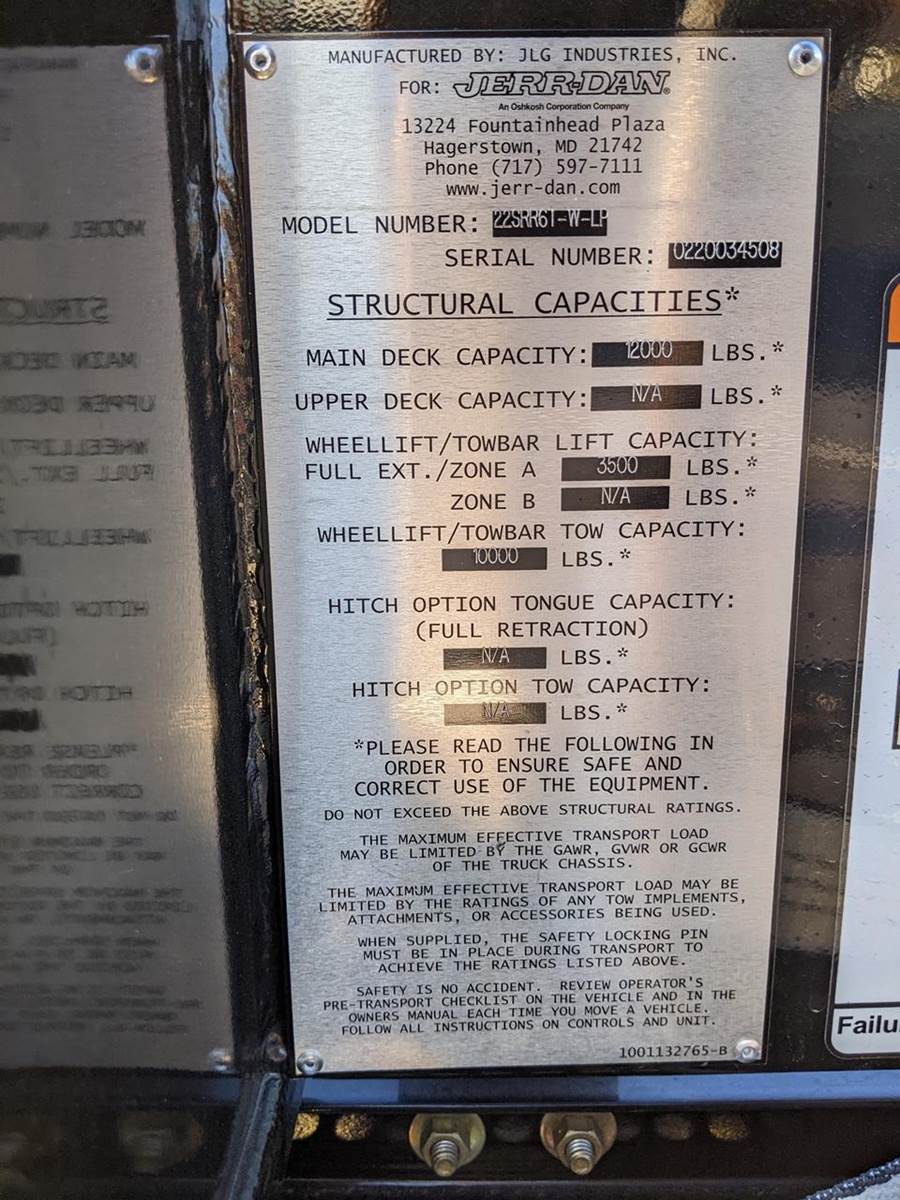 MANUFACTURED BY: JLG INDUSTRIES, INC.
FOR: JERR-DAN®
An Oshkosh Corporation Company
13224 Fountainhead Plaza
Hagerstown, MD 21742
Phone (717) 597-7111
www.jerr-dan.com
MODEL NUMBER: 22SRR6T-W-LP
SERIAL NUMBER: 0220034508
STRUCTURAL CAPACITIES*
MAIN DECK CAPACITY: 12000 LBS.*
UPPER DECK CAPACITY: N/A LBS.*
WHEELLIFT/TOWBAR LIFT CAPACITY:
FULL EXT./ZONE A 3500 LBS.*
ZONE B N/A LBS.*
WHEELLIFT/TOWBAR TOW CAPACITY:
10000 LBS.*
HITCH OPTION TONGUE CAPACITY:
(FULL RETRACTION)
N/A LBS.*
HITCH OPTION TOW CAPACITY:
N/A LBS.*
*PLEASE READ THE FOLLOWING IN
ORDER TO ENSURE SAFE AND
CORRECT USE OF THE EQUIPMENT.
DO NOT EXCEED THE ABOVE STRUCTURAL RATINGS.
THE MAXIMUM EFFECTIVE TRANSPORT LOAD
MAY BE LIMITED BY THE GAWR, GVWR OR GCWR
OF THE TRUCK CHASSIS.
THE MAXIMUM EFFECTIVE TRANSPORT LOAD MAY BE
LIMITED BY THE RATINGS OF ANY TOW IMPLEMENTS,
ATTACHMENTS, OR ACCESSORIES BEING USED.
WHEN SUPPLIED, THE SAFETY LOCKING PIN
MUST BE IN PLACE DURING TRANSPORT TO
ACHIEVE THE RATINGS LISTED ABOVE.
SAFETY IS NO ACCIDENT. REVIEW OPERATOR'S
PRE-TRANSPORT CHECKLIST ON THE VEHICLE AND IN THE
OWNERS MANUAL EACH TIME YOU MOVE A VEHICLE.
FOLLOW ALL INSTRUCTIONS ON CONTROLS AND UNIT.
1001132765-B
Failu